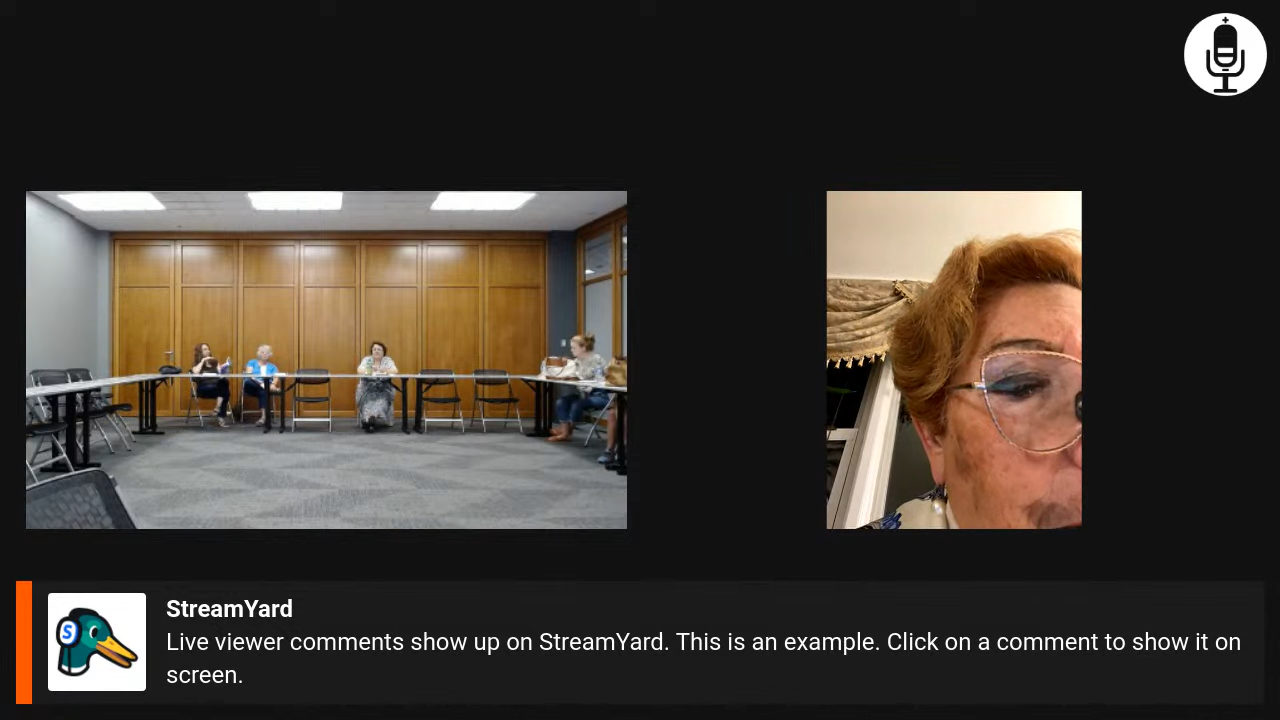 StreamYard
Live viewer comments show up on StreamYard. This is an example. Click on a comment to show it on
screen.
S